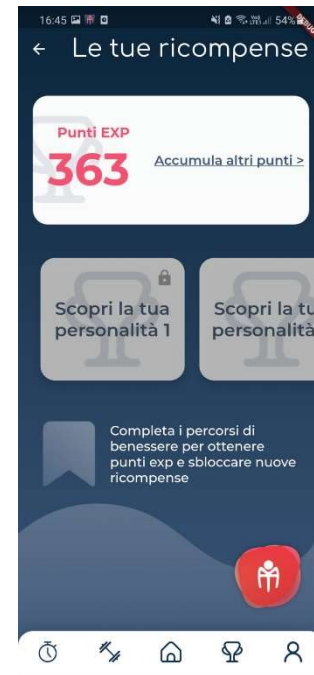 16:45 54%
Le tue ricompense
Punti EXP
363
Accumula altri punti >
Scopri la tua
personalità 1
Scopri la tu
personalità
Completa i percorsi di
benessere per ottenere
punti exp e sbloccare nuove
ricompense